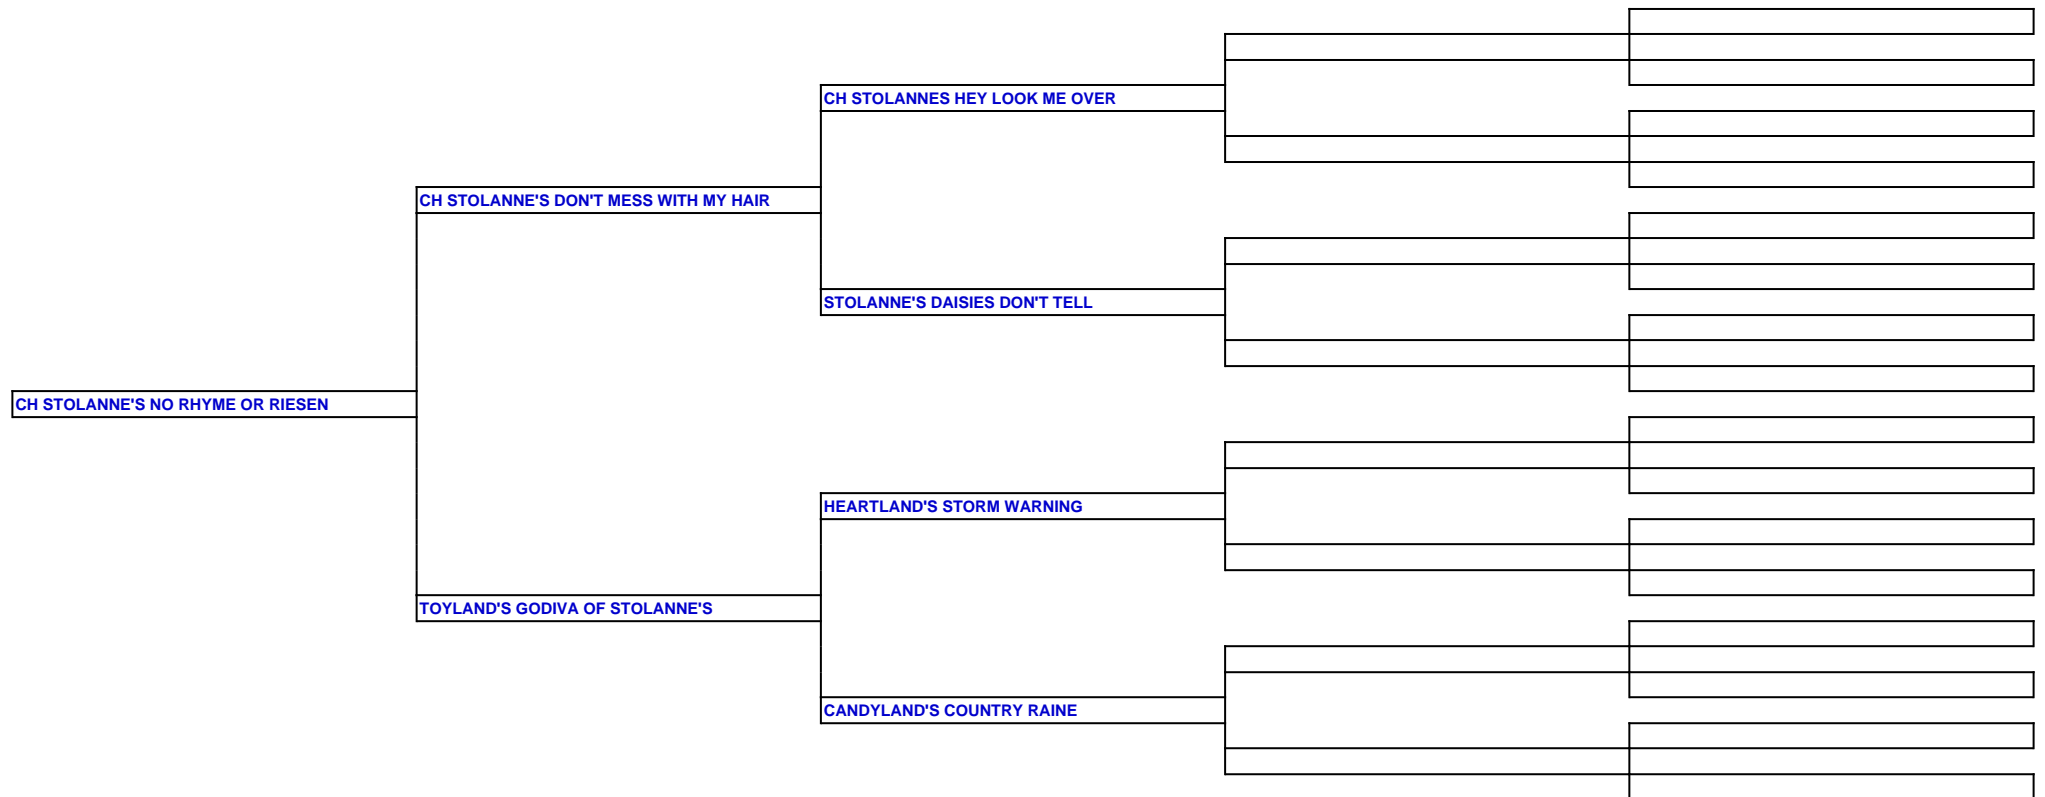 CH STOLANNES HEY LOOK ME OVER
CH STOLANNE'S DON'T MESS WITH MY HAIR
STOLANNE'S DAISIES DON'T TELL
CH STOLANNE'S NO RHYME OR RIESEN
HEARTLAND'S STORM WARNING
TOYLAND'S GODIVA OF STOLANNE'S
CANDYLAND'S COUNTRY RAINE